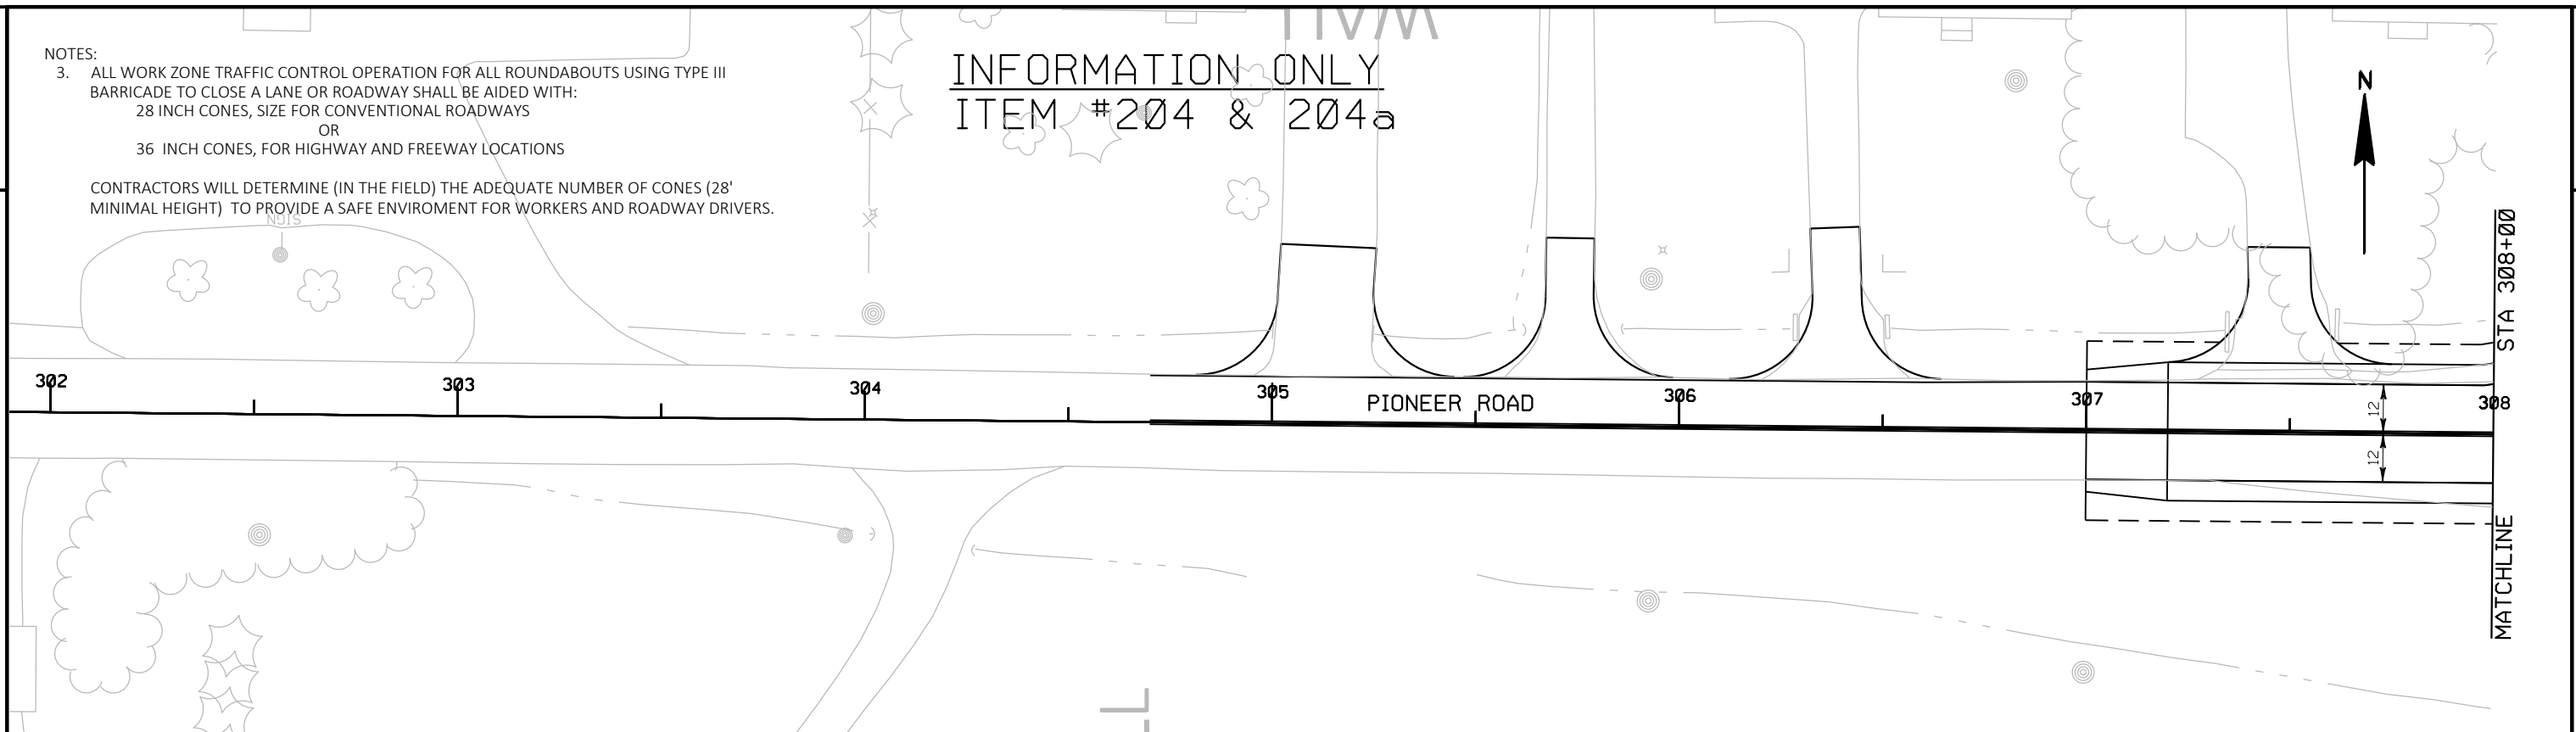 NOTES:
3. ALL WORK ZONE TRAFFIC CONTROL OPERATION FOR ALL ROUNDABOUTS USING TYPE III
BARRICADE TO CLOSE A LANE OR ROADWAY SHALL BE AIDED WITH:
28 INCH CONES, SIZE FOR CONVENTIONAL ROADWAYS
OR
36 INCH CONES, FOR HIGHWAY AND FREEWAY LOCATIONS
CONTRACTORS WILL DETERMINE (IN THE FIELD) THE ADEQUATE NUMBER OF CONES (28'
MINIMAL HEIGHT) TO PROVIDE A SAFE ENVIROMENT FOR WORKERS AND ROADWAY DRIVERS.
SIGN
INFORMATION ONLY
ITEM #204 & 204a
N
302
303
304
305
306
307
308
PIONEER ROAD
12
12
STA 308+00
MATCHLINE